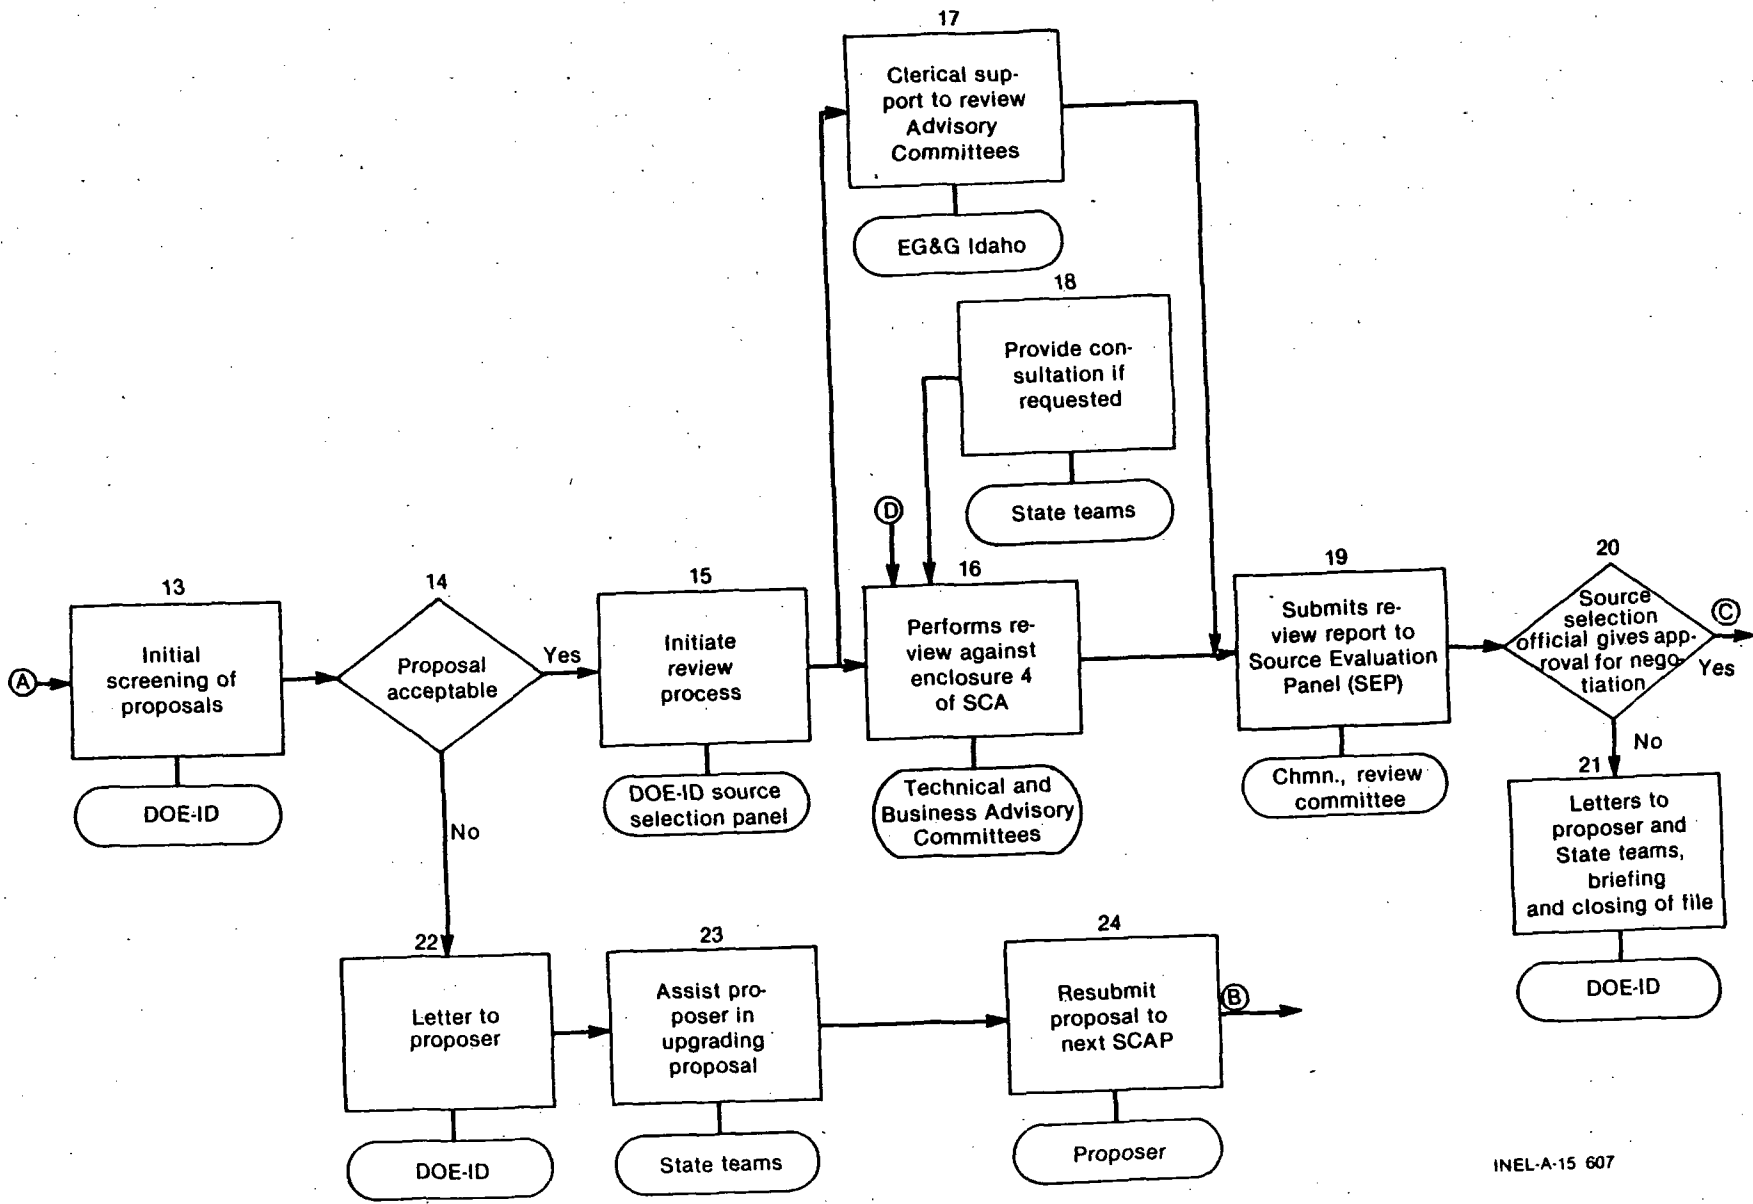 17
Clerical sup-
port to review
Advisory
Committees
EG&G Idaho
18
Provide con-
sultation if
requested
State teams
D
A
13
Initial
screening of
proposals
DOE-ID
14
Proposal
acceptable
Yes
No
15
Initiate
review
process
DOE-ID source
selection panel
16
Performs re-
view against
enclosure 4
of SCA
Technical and
Business Advisory
Committees
19
Submits re-
view report to
Source Evaluation
Panel (SEP)
Chmn., review
committee
20
Source
selection
official gives app-
roval for nego-
tiation
C
Yes
No
21
Letters to
proposer and
State teams,
briefing
and closing of file
DOE-ID
22
Letter to
proposer
DOE-ID
23
Assist pro-
poser in
upgrading
proposal
State teams
24
Resubmit
proposal to
next SCAP
B
Proposer
INEL-A-15 607